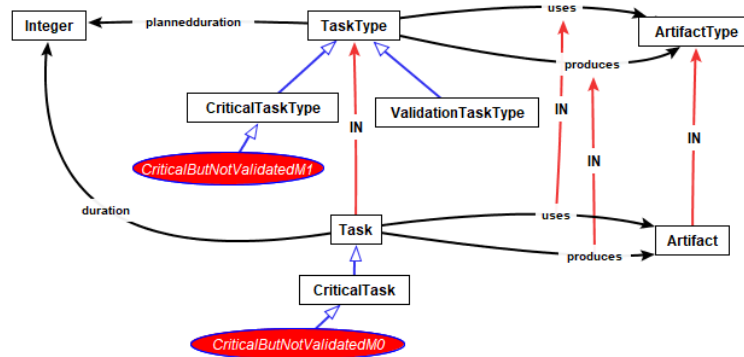 uses
Integer
plannedduration
TaskType
ArtifactType
produces
CriticalTaskType
ValidationTaskType
IN
IN
IN
IN
CriticalButNotValidatedM1
duration
uses
Task
Artifact
produces
CriticalTask
CriticalButNotValidatedM0